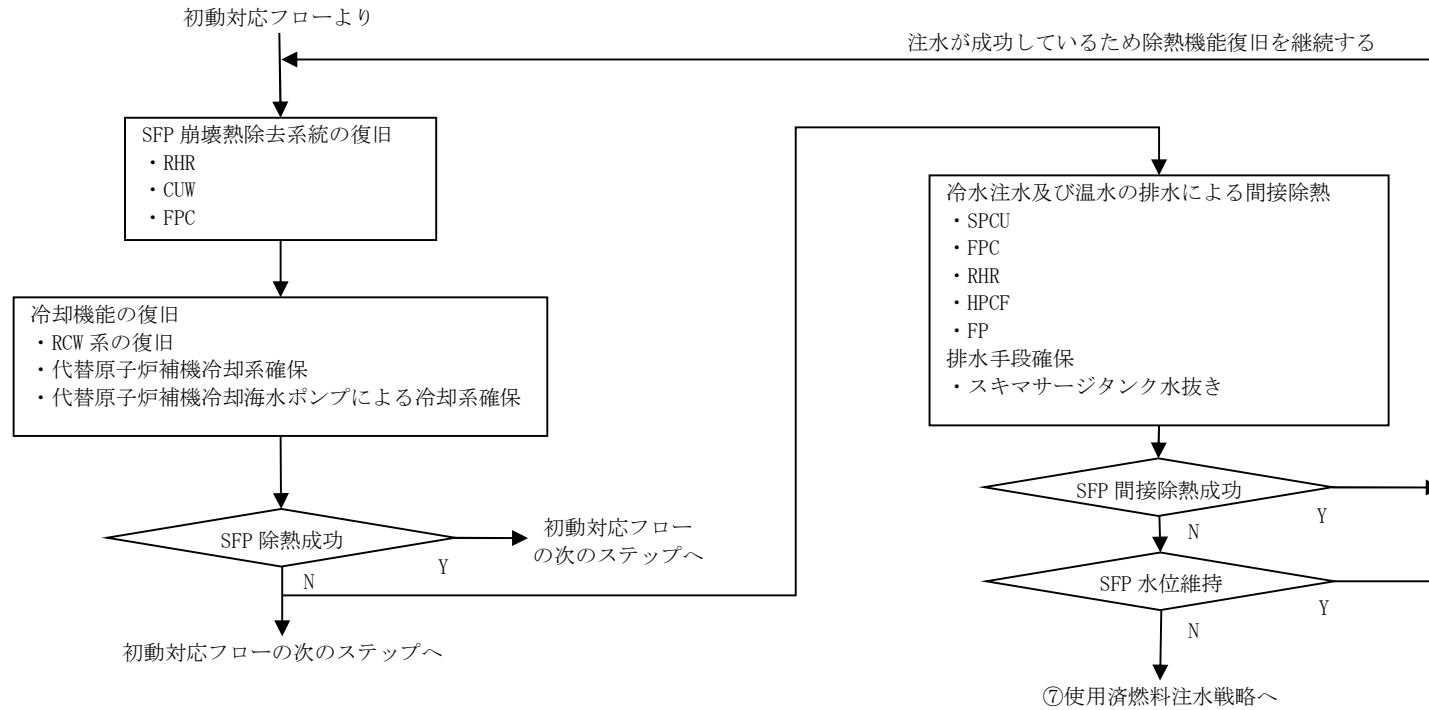 初動対応フローより
SFP 崩壊熱除去系統の復旧
・RHR
・CUW
・FPC
冷却機能の復旧
・RCW 系の復旧
・代替原子炉補機冷却系確保
・代替原子炉補機冷却海水ポンプによる冷却系確保
SFP 除熱成功
Y
初動対応フロー
の次のステップへ
N
初動対応フローの次のステップへ
注水が成功しているため除熱機能復旧を継続する
冷水注水及び温水の排水による間接除熱
・SPCU
・FPC
・RHR
・HPCF
・FP
排水手段確保
・スキマサージタンク水抜き
SFP 間接除熱成功
Y
N
SFP 水位維持
Y
N
⑦使用済燃料注水戦略へ